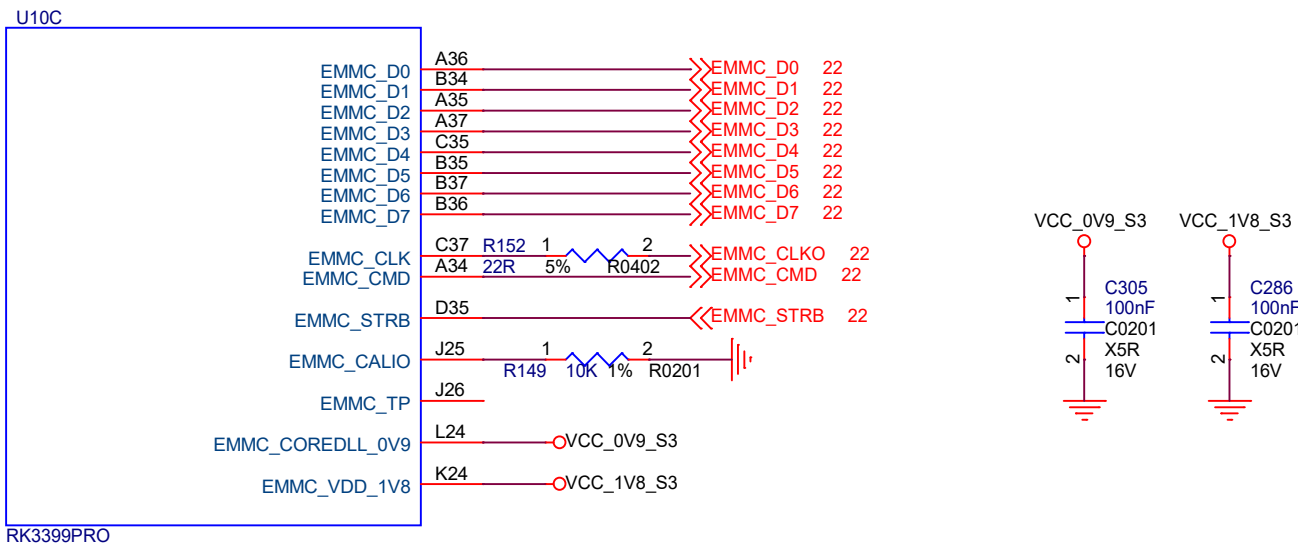 U10C
EMMC_D0 A36 EMMC_D0 22
EMMC_D1 B34 EMMC_D1 22
EMMC_D2 A35 EMMC_D2 22
EMMC_D3 A37 EMMC_D3 22
EMMC_D4 C35 EMMC_D4 22
EMMC_D5 B35 EMMC_D5 22
EMMC_D6 B37 EMMC_D6 22
EMMC_D7 B36 EMMC_D7 22
EMMC_CLK C37 R152 1 2 EMMC_CLKO 22
22R 5% R0402
EMMC_CMD A34 EMMC_CMD 22
EMMC_STRB D35 EMMC_STRB 22
EMMC_CALIO J25 1 2
R149 10K 1% R0201
EMMC_TP J26
EMMC_COREDLL_0V9 L24 VCC_0V9_S3
EMMC_VDD_1V8 K24 VCC_1V8_S3
RK3399PRO
VCC_0V9_S3
1
C305
100nF
C0201
X5R
16V
2
VCC_1V8_S3
1
C286
100nF
C0201
X5R
16V
2